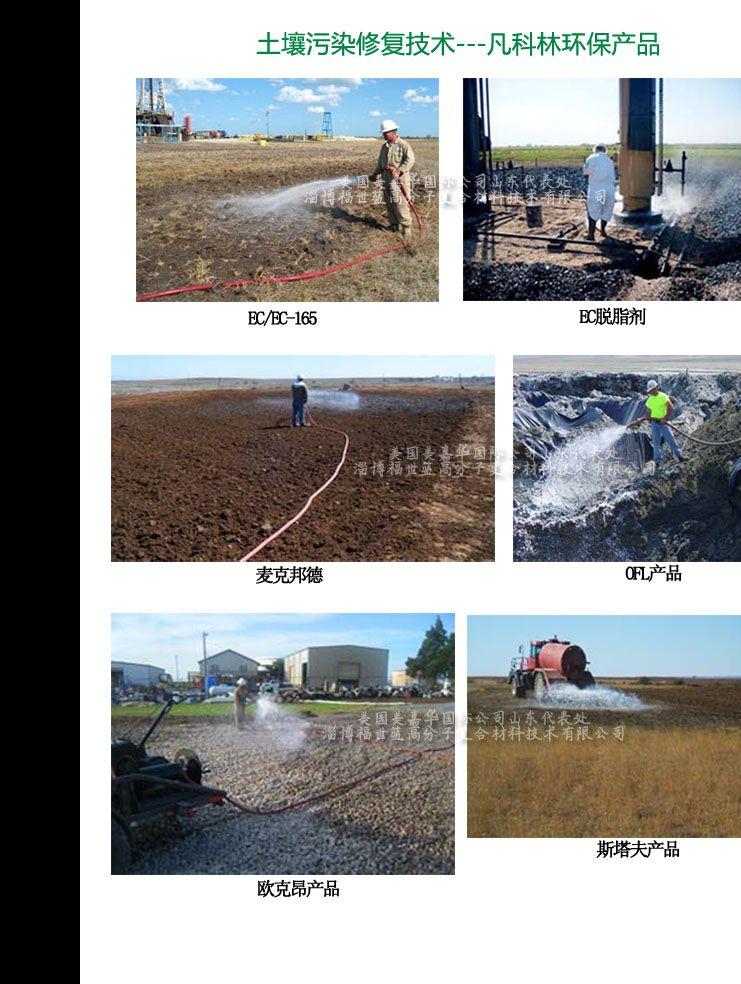 土壤污染修复技术---凡科林环保产品
美国美嘉华国际公司山东代表处
淄博福世蓝高分子复合材料技术有限公司
EC/EC-165
EC脱脂剂
美国美嘉华国际公司山东代表处
淄博福世蓝高分子复合材料技术有限公司
麦克邦德
OFL产品
美国美嘉华国际公司山东代表处
淄博福世蓝高分子复合材料技术有限公司
斯塔夫产品
欧克昂产品